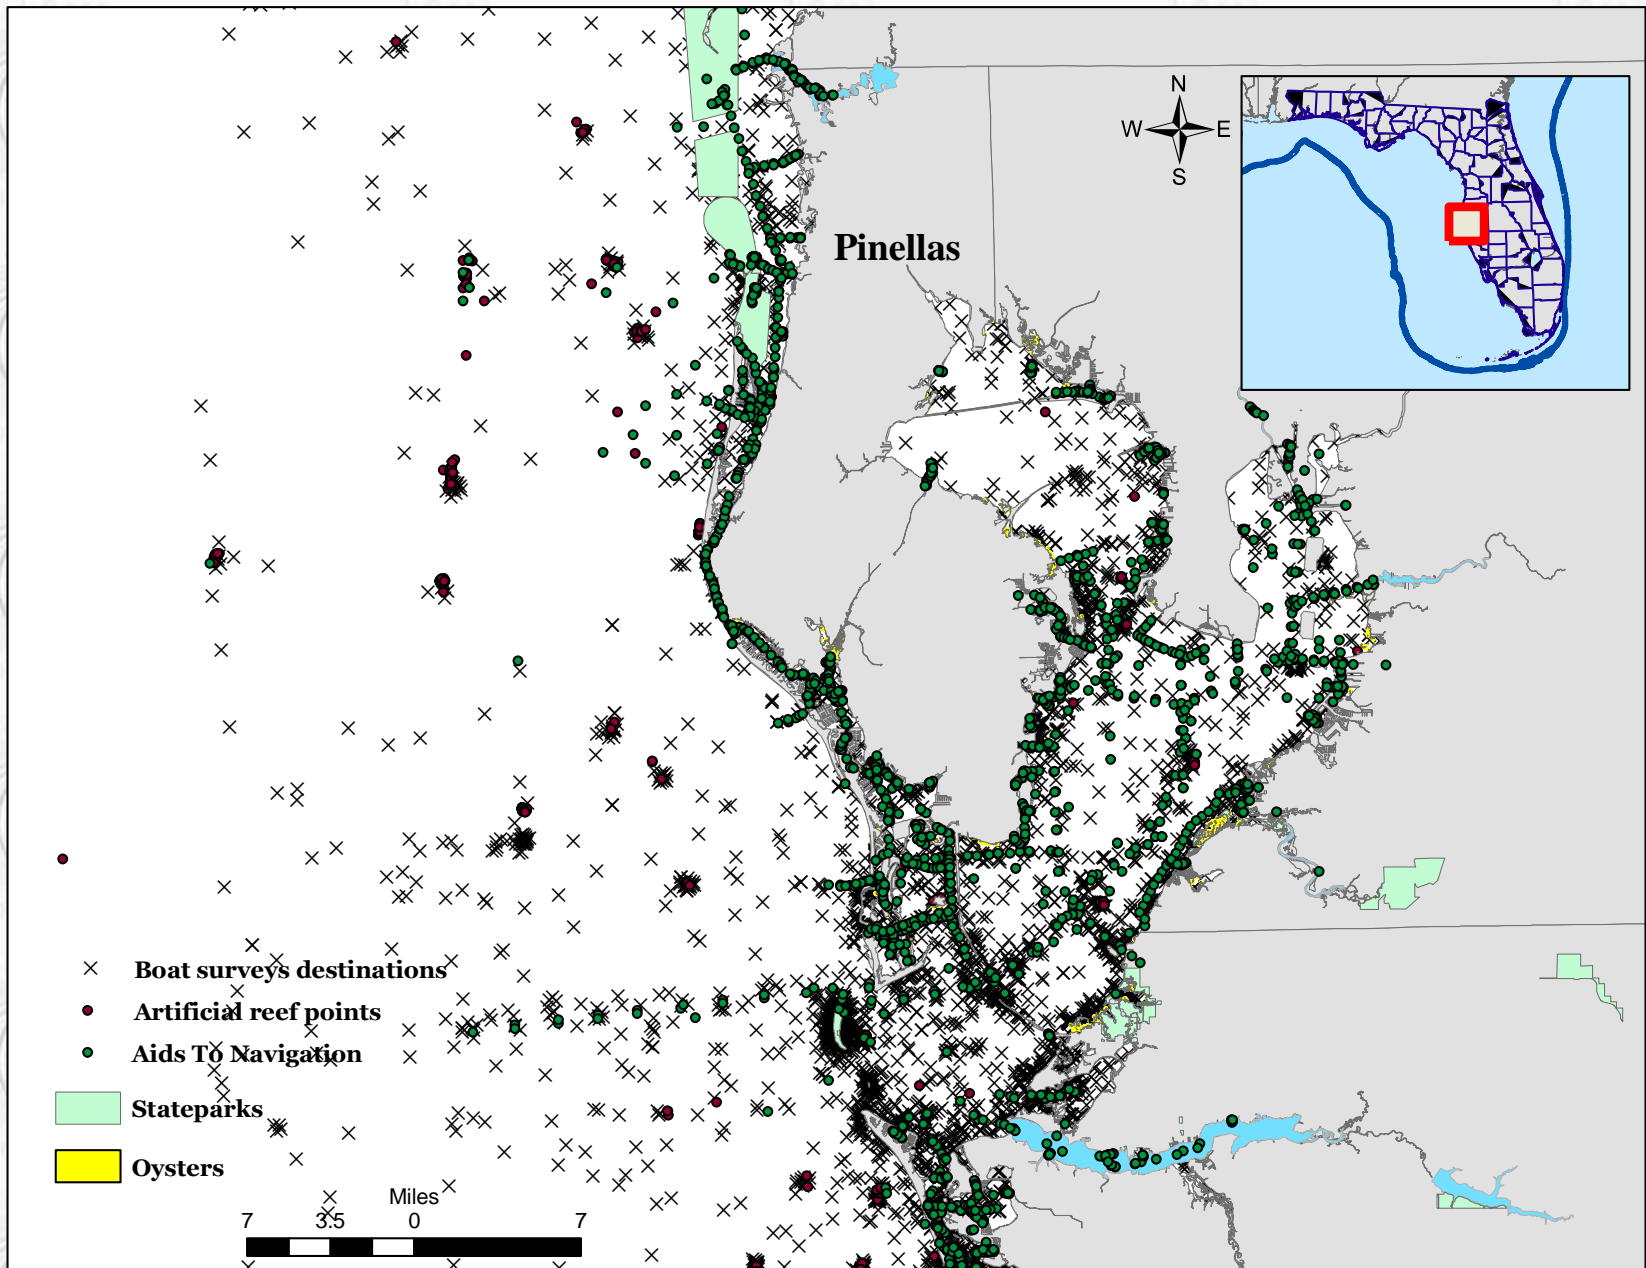 N
W E
S
Pinellas
Boat surveys destinations
Artificial reef points
Aids To Navigation
Stateparks
Oysters
Miles
7 3.5 0 7